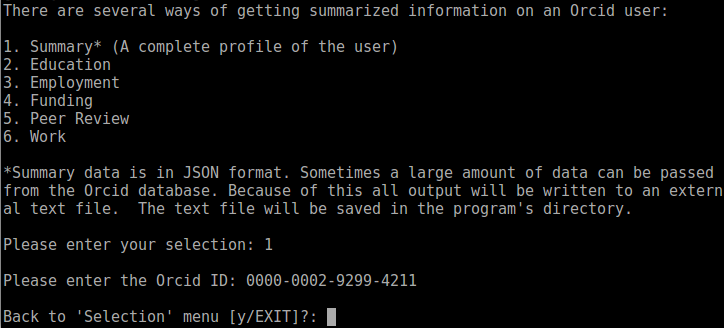 There are several ways of getting summarized information on an Orcid user:
1. Summary* (A complete profile of the user)
2. Education
3. Employment
4. Funding
5. Peer Review
6. Work
*Summary data is in JSON format. Sometimes a large amount of data can be passed
from the Orcid database. Because of this all output will be written to an extern
al text file.  The text file will be saved in the program's directory.
Please enter your selection: 1
Please enter the Orcid ID: 0000-0002-9299-4211
Back to 'Selection' menu [y/EXIT]?: